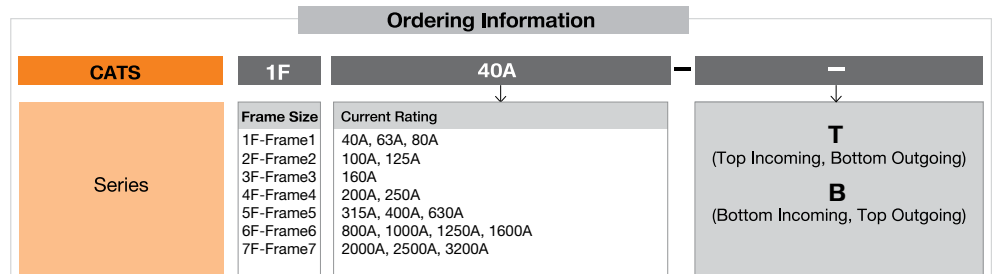 Ordering Information
CATS 1F 40A – –
Series
Frame Size Current Rating
1F-Frame1 40A, 63A, 80A
2F-Frame2 100A, 125A
3F-Frame3 160A
4F-Frame4 200A, 250A
5F-Frame5 315A, 400A, 630A
6F-Frame6 800A, 1000A, 1250A, 1600A
7F-Frame7 2000A, 2500A, 3200A
T
(Top Incoming, Bottom Outgoing)
B
(Bottom Incoming, Top Outgoing)